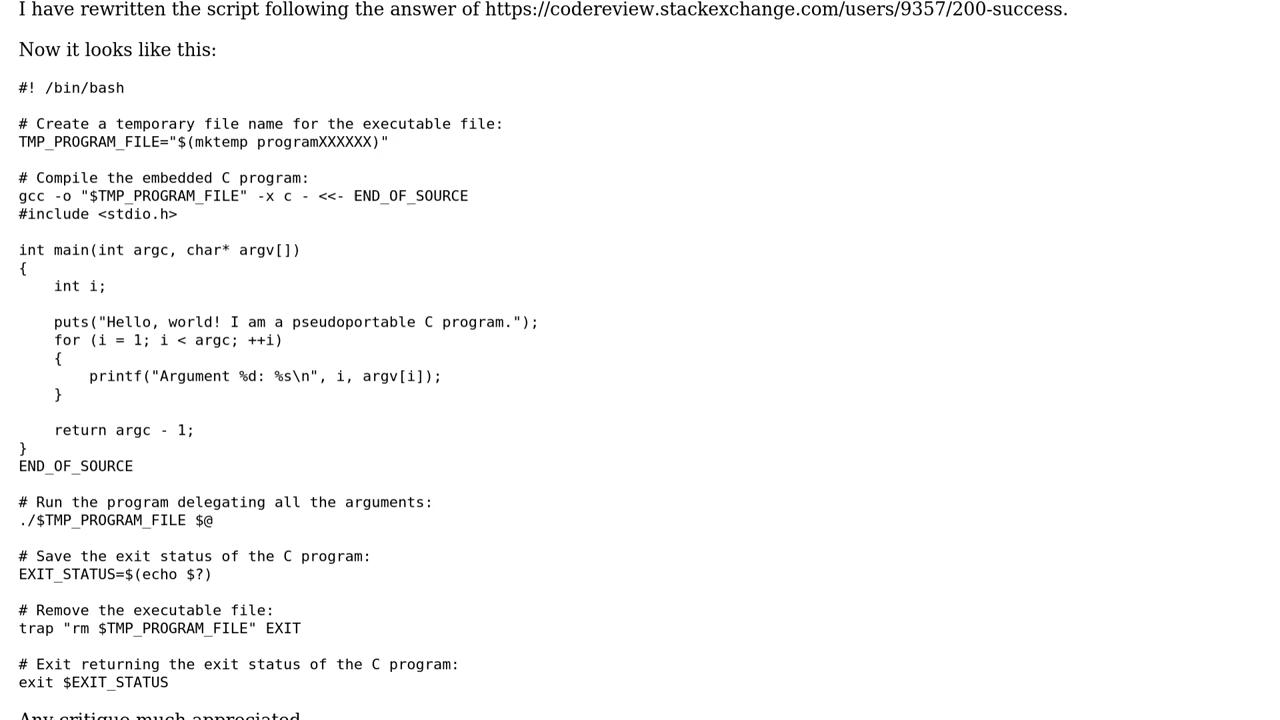 I have rewritten the script following the answer of https://codereview.stackexchange.com/users/9357/200-success.
Now it looks like this:
#! /bin/bash
# Create a temporary file name for the executable file:
TMP_PROGRAM_FILE="$(mktemp programXXXXXX)"
# Compile the embedded C program:
gcc -o "$TMP_PROGRAM_FILE" -x c - <<- END_OF_SOURCE
#include <stdio.h>
int main(int argc, char* argv[])
{
    int i;
    puts("Hello, world! I am a pseudoportable C program.");
    for (i = 1; i < argc; ++i)
    {
        printf("Argument %d: %s\n", i, argv[i]);
    }
    return argc - 1;
}
END_OF_SOURCE
# Run the program delegating all the arguments:
./$TMP_PROGRAM_FILE $@
# Save the exit status of the C program:
EXIT_STATUS=$(echo $?)
# Remove the executable file:
trap "rm $TMP_PROGRAM_FILE" EXIT
# Exit returning the exit status of the C program:
exit $EXIT_STATUS
Any critique much appreciated